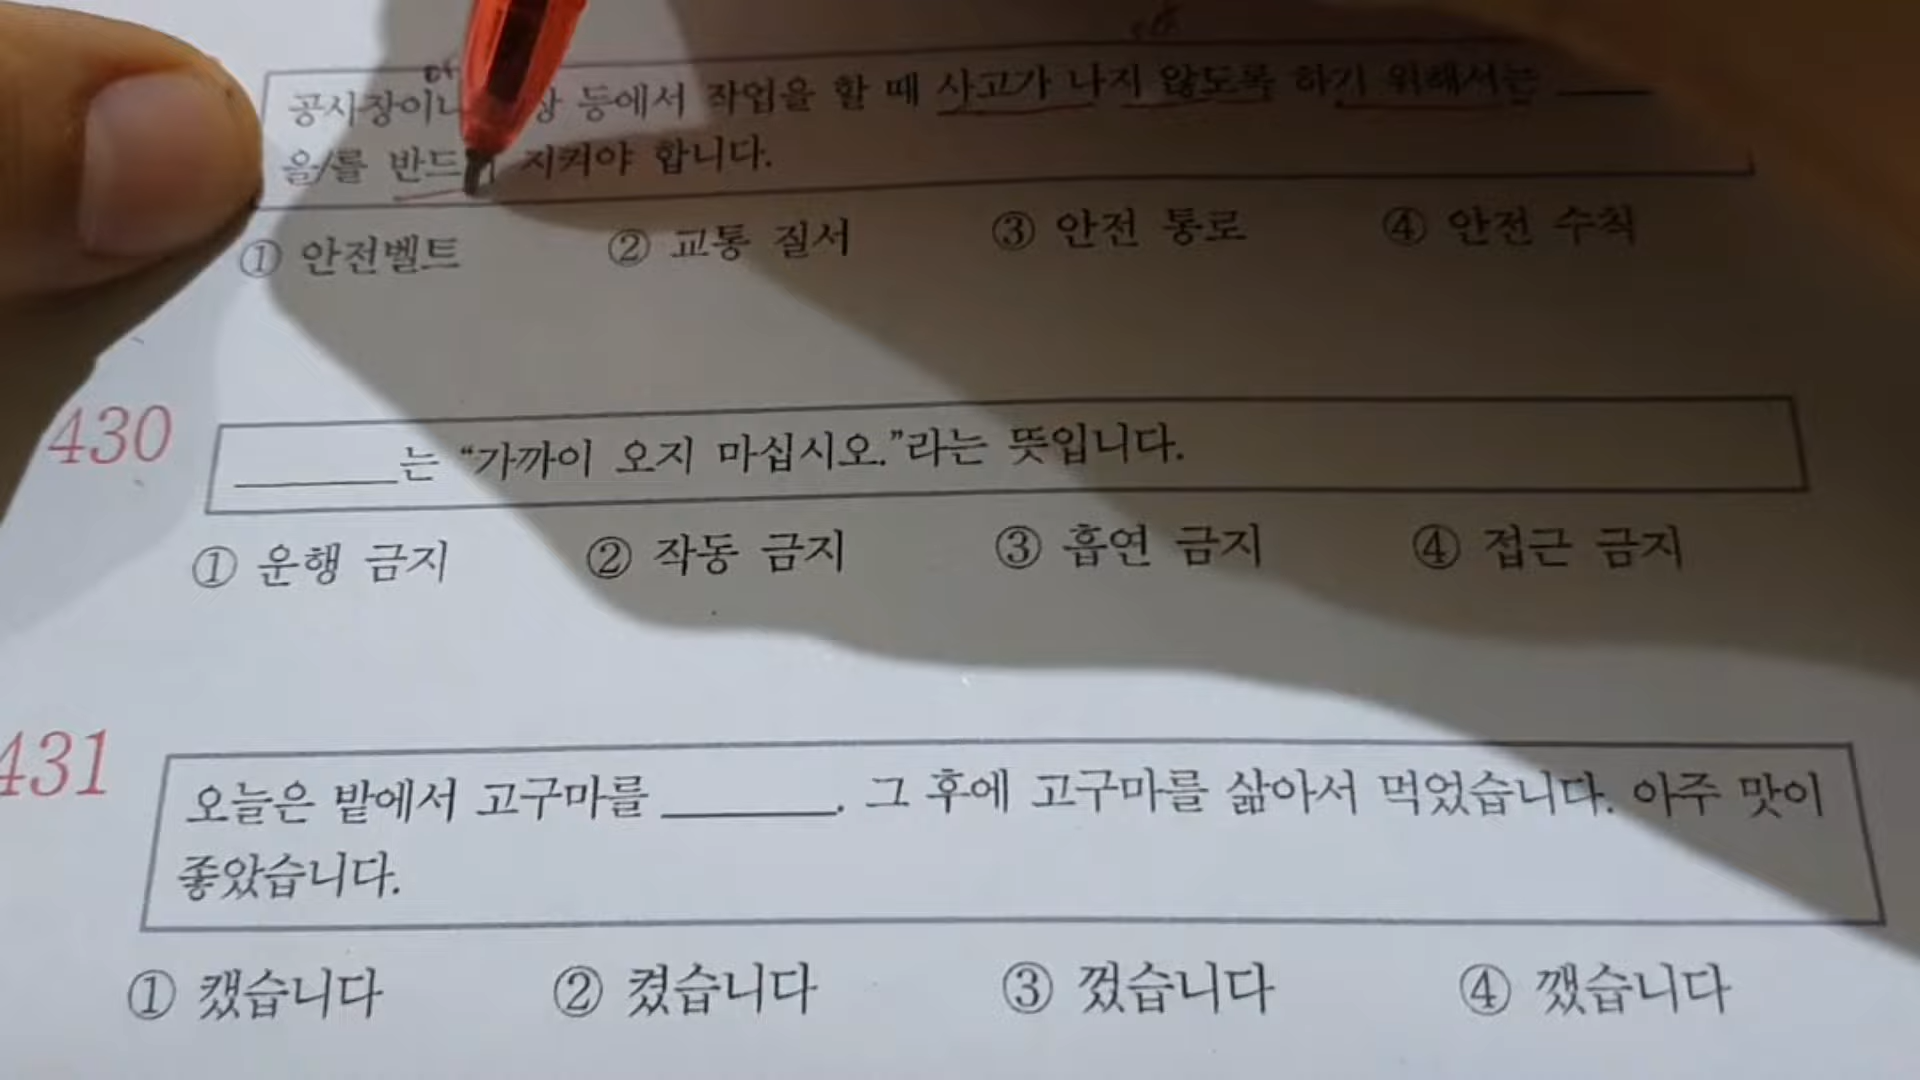 공사장이나 등에서 작업을 할 때 사고가 나지 않도록 하기 위해서는 ______
을/를 반드 지켜야 합니다.
① 안전벨트 ② 교통 질서 ③ 안전 통로 ④ 안전 수칙
430
______는 “가까이 오지 마십시오.”라는 뜻입니다.
① 운행 금지 ② 작동 금지 ③ 흡연 금지 ④ 접근 금지
431
오늘은 밭에서 고구마를 ______. 그 후에 고구마를 삶아서 먹었습니다. 아주 맛이
좋았습니다.
① 캤습니다 ② 켰습니다 ③ 껐습니다 ④ 깼습니다